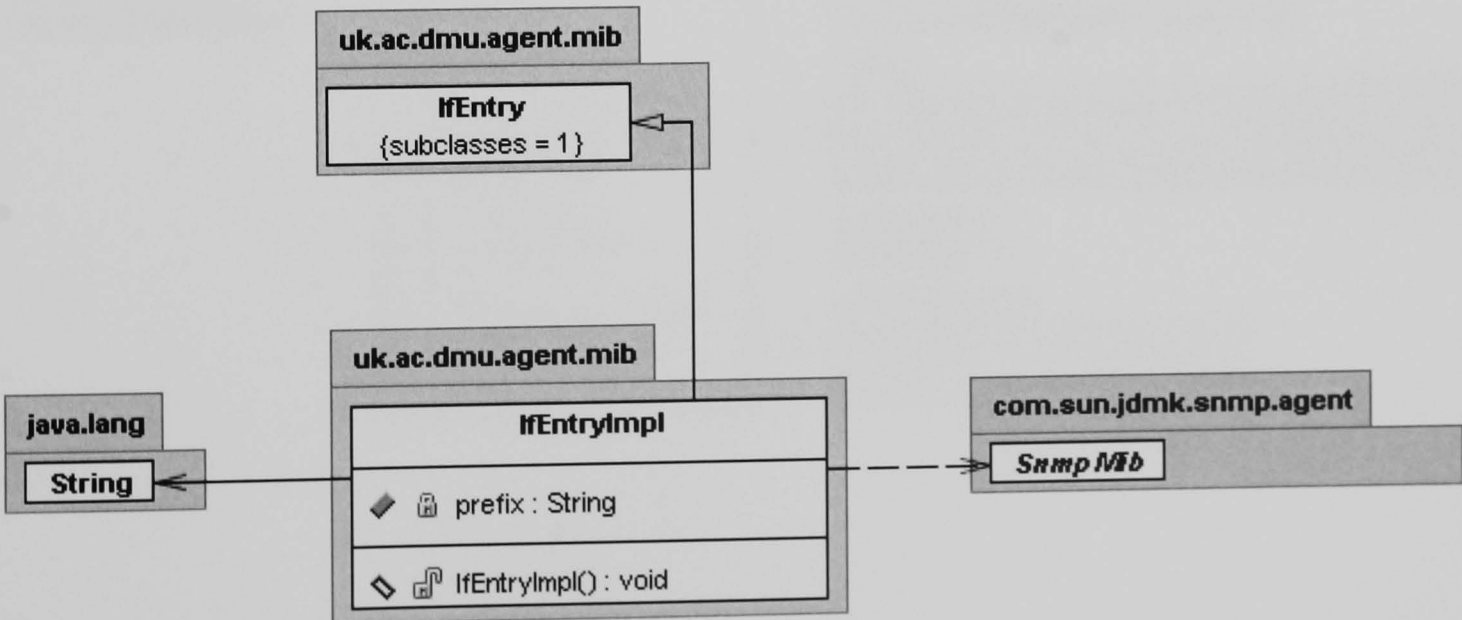 uk.ac.dmu.agent.mib
IfEntry
{subclasses = 1}
uk.ac.dmu.agent.mib
java.lang
com.sun.jdmk.snmp.agent
IfEntryImpl
String
SnmpMib
prefix : String
IfEntryImpl() : void